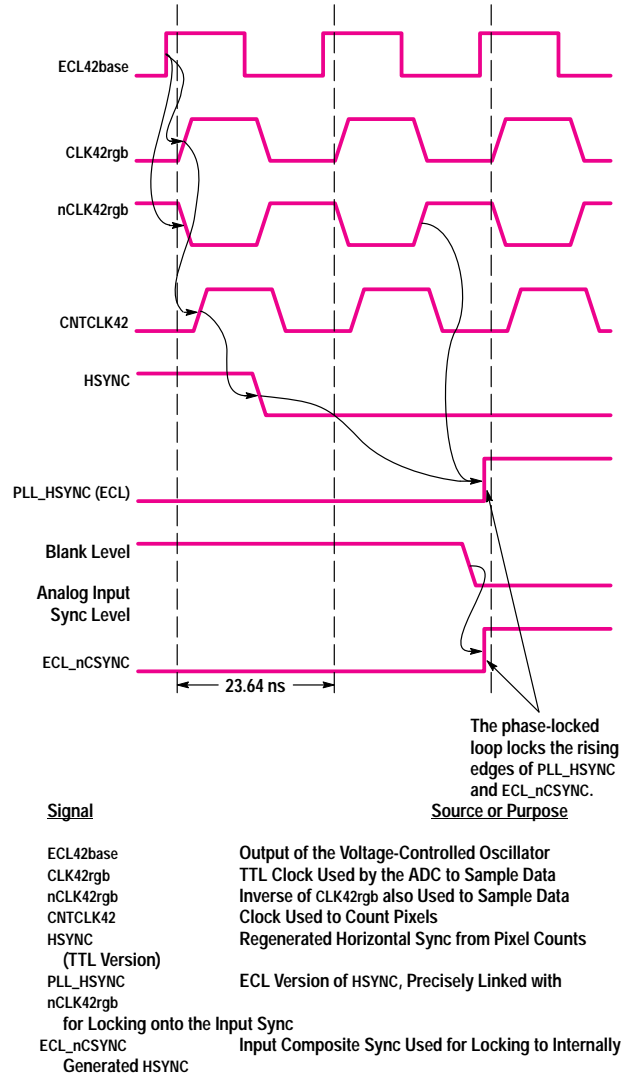 ECL42base
CLK42rgb
nCLK42rgb
CNTCLK42
HSYNC
PLL_HSYNC (ECL)
Blank Level
Analog Input
Sync Level
ECL_nCSYNC
23.64 ns
The phase-locked
loop locks the rising
edges of PLL_HSYNC
and ECL_nCSYNC.
Signal Source or Purpose
ECL42base Output of the Voltage-Controlled Oscillator
CLK42rgb TTL Clock Used by the ADC to Sample Data
nCLK42rgb Inverse of CLK42rgb also Used to Sample Data
CNTCLK42 Clock Used to Count Pixels
HSYNC Regenerated Horizontal Sync from Pixel Counts
(TTL Version)
PLL_HSYNC ECL Version of HSYNC, Precisely Linked with
nCLK42rgb
for Locking onto the Input Sync
ECL_nCSYNC Input Composite Sync Used for Locking to Internally
Generated HSYNC